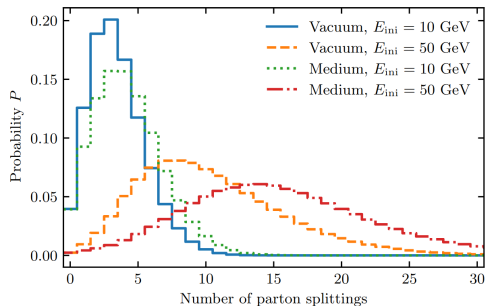 0.20
0.15
0.10
0.05
0.00
Probability P
Vacuum, E_ini = 10 GeV
Vacuum, E_ini = 50 GeV
Medium, E_ini = 10 GeV
Medium, E_ini = 50 GeV
0 5 10 15 20 25 30
Number of parton splittings